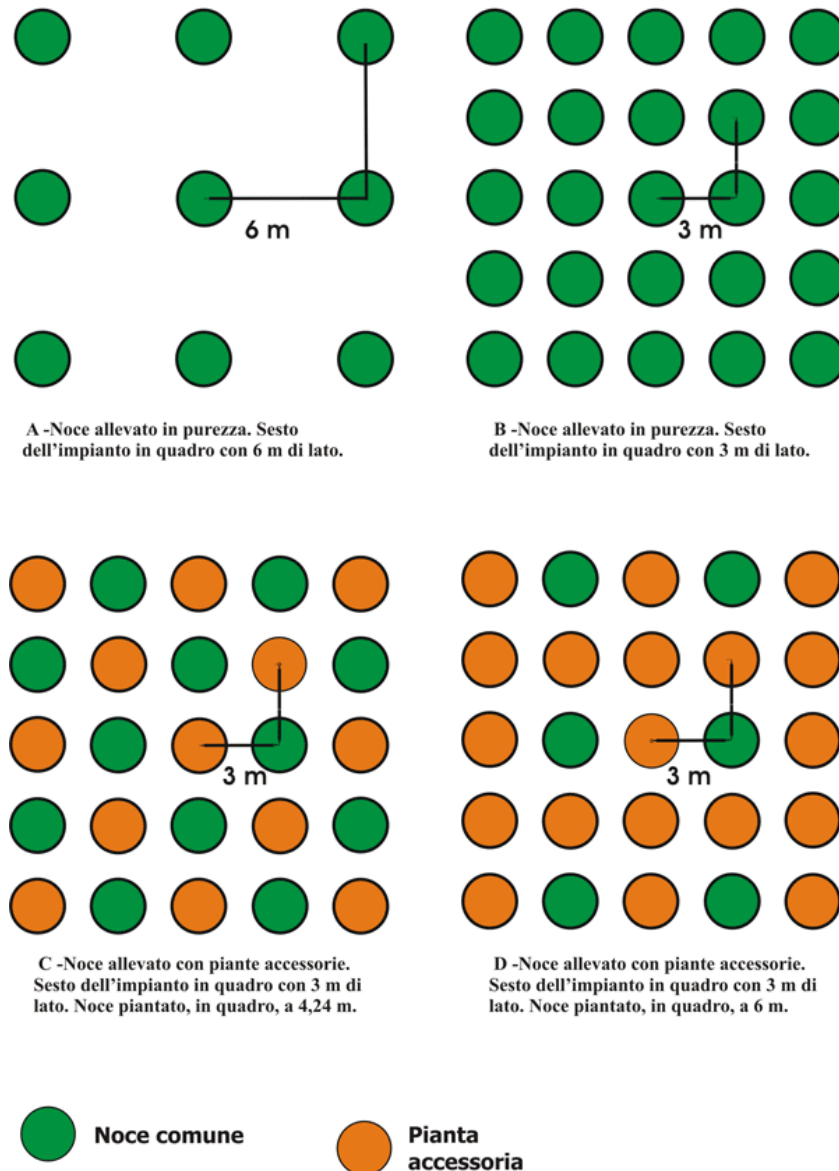 6 m
3 m
A -Noce allevato in purezza. Sesto
dell'impianto in quadro con 6 m di lato.
B -Noce allevato in purezza. Sesto
dell'impianto in quadro con 3 m di lato.
3 m
3 m
C -Noce allevato con piante accessorie.
Sesto dell'impianto in quadro con 3 m di
lato. Noce piantato, in quadro, a 4,24 m.
D -Noce allevato con piante accessorie.
Sesto dell'impianto in quadro con 3 m di
lato. Noce piantato, in quadro, a 6 m.
Noce comune
Pianta
accessoria